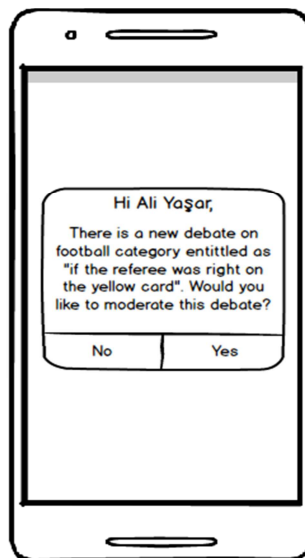 Hi Ali Yaşar,
There is a new debate on
football category entittled as
"if the referee was right on
the yellow card". Would you
like to moderate this debate?
No
Yes